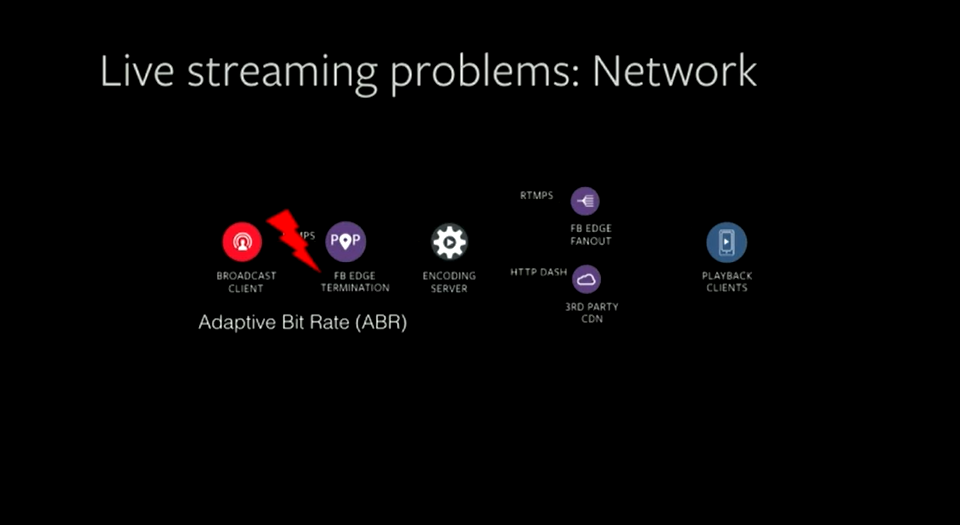 Live streaming problems: Network
RTMPS
FB EDGE
FANOUT
MPS
POP
BROADCAST
CLIENT
FB EDGE
TERMINATION
ENCODING
SERVER
HTTP DASH
3RD PARTY
CDN
PLAYBACK
CLIENTS
Adaptive Bit Rate (ABR)